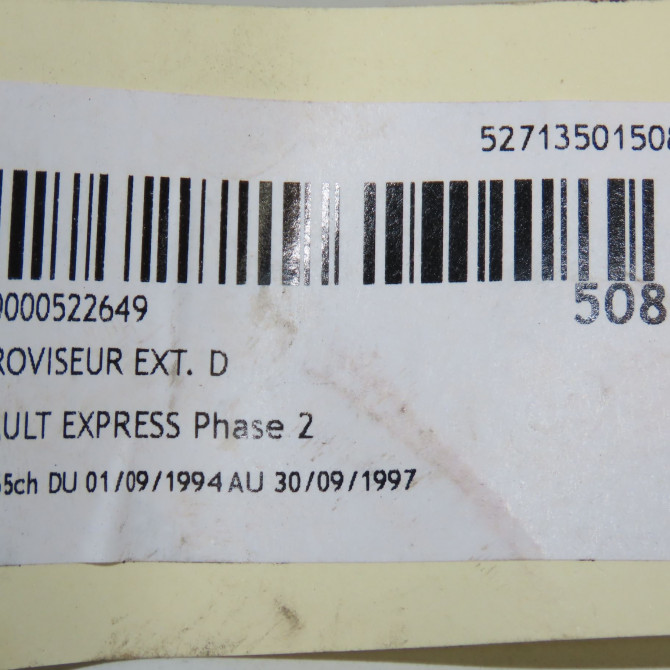 52713501508
0000522649
508
ROVISEUR EXT. D
ULT EXPRESS Phase 2
5ch DU 01/09/1994 AU 30/09/1997